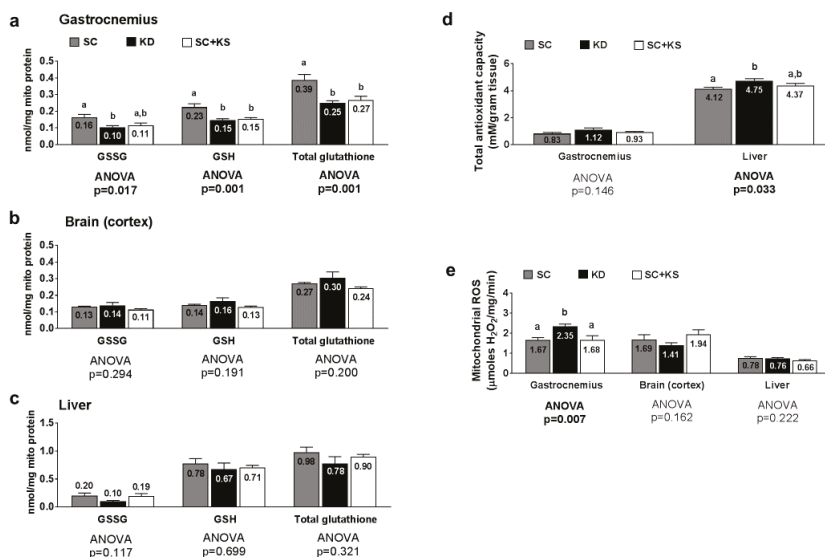 a
Gastrocnemius
SC KD SC+KS
nmol/mg mito protein
0.5
0.4
0.3
0.2
0.1
0.0
a b a,b
a b b
a b b
0.16 0.10 0.11
0.23 0.15 0.15
0.39 0.25 0.27
GSSG GSH Total glutathione
ANOVA ANOVA ANOVA
p=0.017 p=0.001 p=0.001
b
Brain (cortex)
nmol/mg mito protein
0.5
0.4
0.3
0.2
0.1
0.0
0.13 0.14 0.11
0.14 0.16 0.13
0.27 0.30 0.24
GSSG GSH Total glutathione
ANOVA ANOVA ANOVA
p=0.294 p=0.191 p=0.200
c
Liver
nmol/mg mito protein
1.5
1.0
0.5
0.0
0.20 0.10 0.19
0.78 0.67 0.71
0.98 0.78 0.90
GSSG GSH Total glutathione
ANOVA ANOVA ANOVA
p=0.117 p=0.699 p=0.321
d
SC KD SC+KS
Total antioxidant capacity
(mM/gram tissue)
6
4
2
0
a b a,b
0.83 1.12 0.93
4.12 4.75 4.37
Gastrocnemius Liver
ANOVA ANOVA
p=0.146 p=0.033
e
SC KD SC+KS
Mitochondrial ROS
(µmoles H₂O₂/mg/min)
4
3
2
1
0
a b a
1.67 2.35 1.68
1.69 1.41 1.94
0.78 0.76 0.66
Gastrocnemius Brain (cortex) Liver
ANOVA ANOVA ANOVA
p=0.007 p=0.162 p=0.222